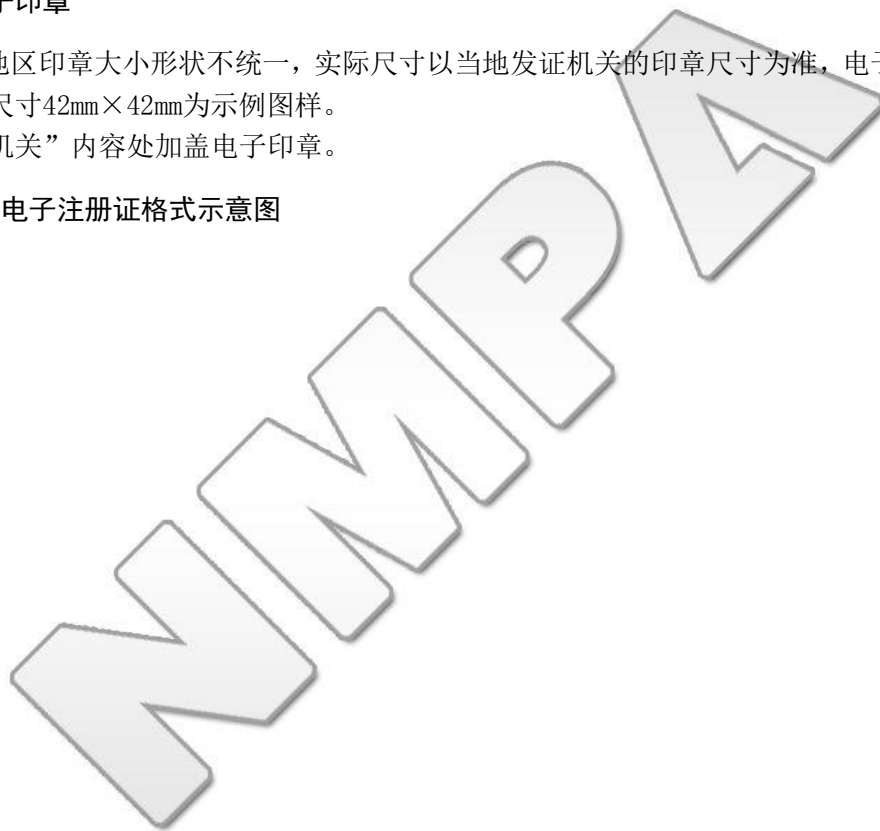 子印章
地区印章大小形状不统一，实际尺寸以当地发证机关的印章尺寸为准，电子
尺寸42mm×42mm为示例图样。
机关”内容处加盖电子印章。
电子注册证格式示意图
NMPA